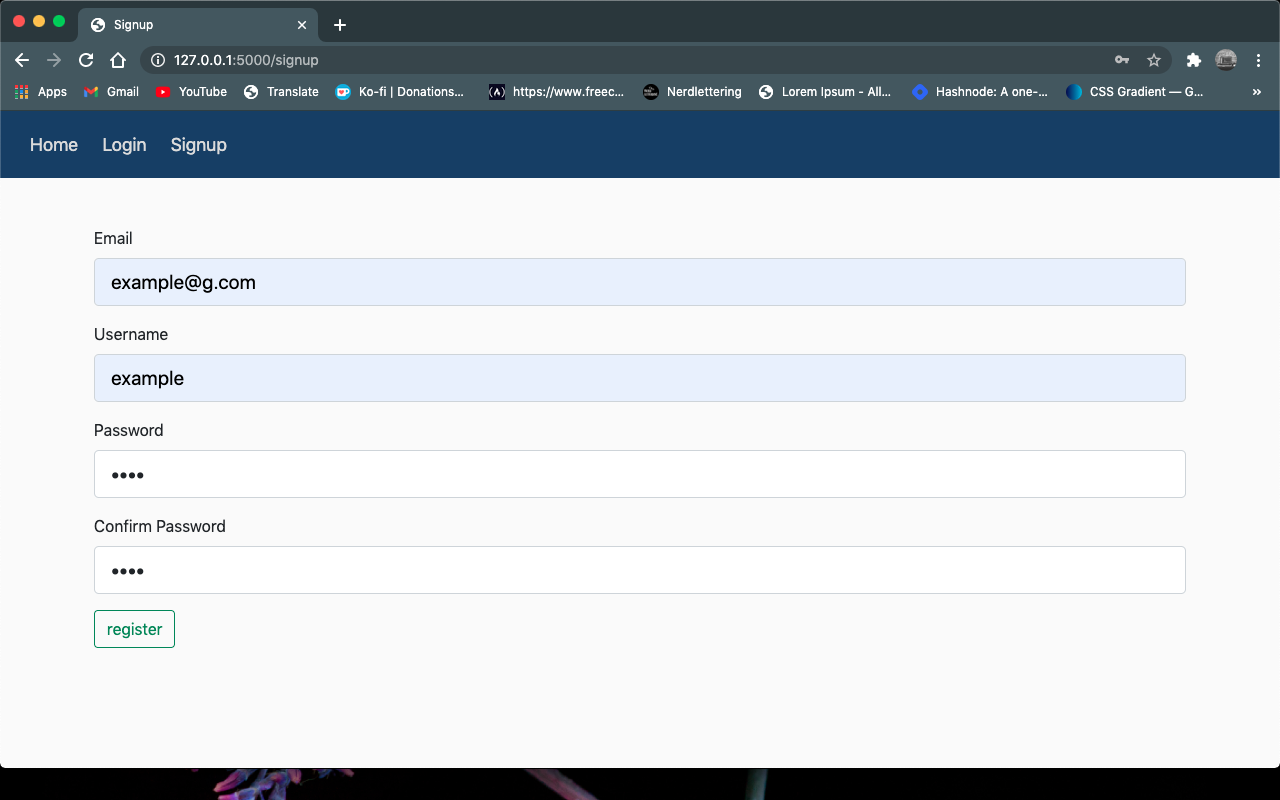 Signup
127.0.0.1:5000/signup
Apps Gmail YouTube Translate Ko-fi | Donations... https://www.freec... Nerdlettering Lorem Ipsum - All... Hashnode: A one-... CSS Gradient — G... »
Home Login Signup
Email
example@g.com
Username
example
Password
••••
Confirm Password
••••
register